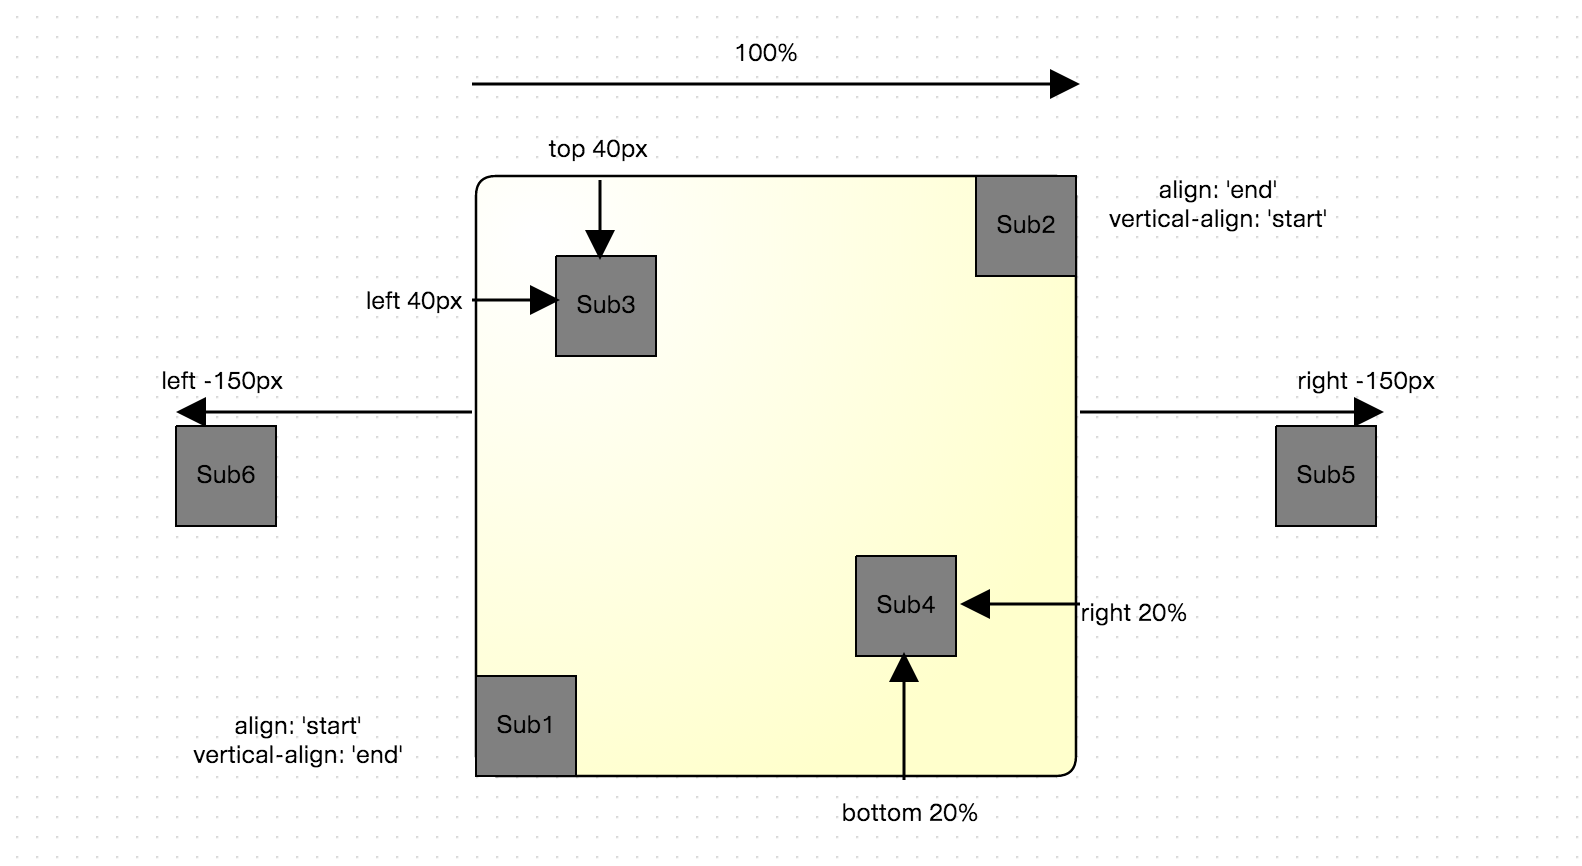 100%
top 40px
align: 'end'
vertical-align: 'start'
Sub2
left 40px
Sub3
left -150px
right -150px
Sub6
Sub5
Sub4
right 20%
Sub1
align: 'start'
vertical-align: 'end'
bottom 20%